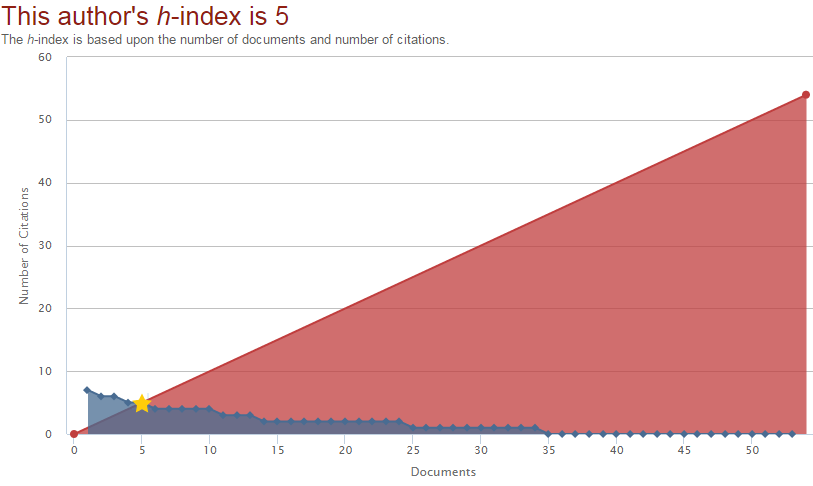 This author's h-index is 5
The h-index is based upon the number of documents and number of citations.
60
50
40
30
20
10
0
Number of Citations
0 5 10 15 20 25 30 35 40 45 50
Documents